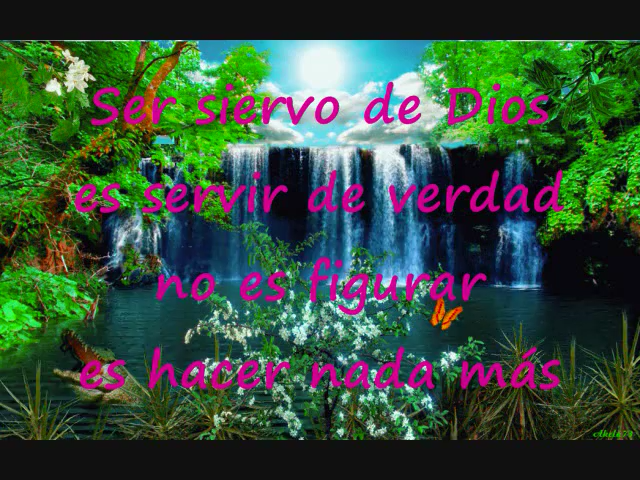 Ser siervo de Dios
es servir de verdad
no es figurar
es hacer nada más